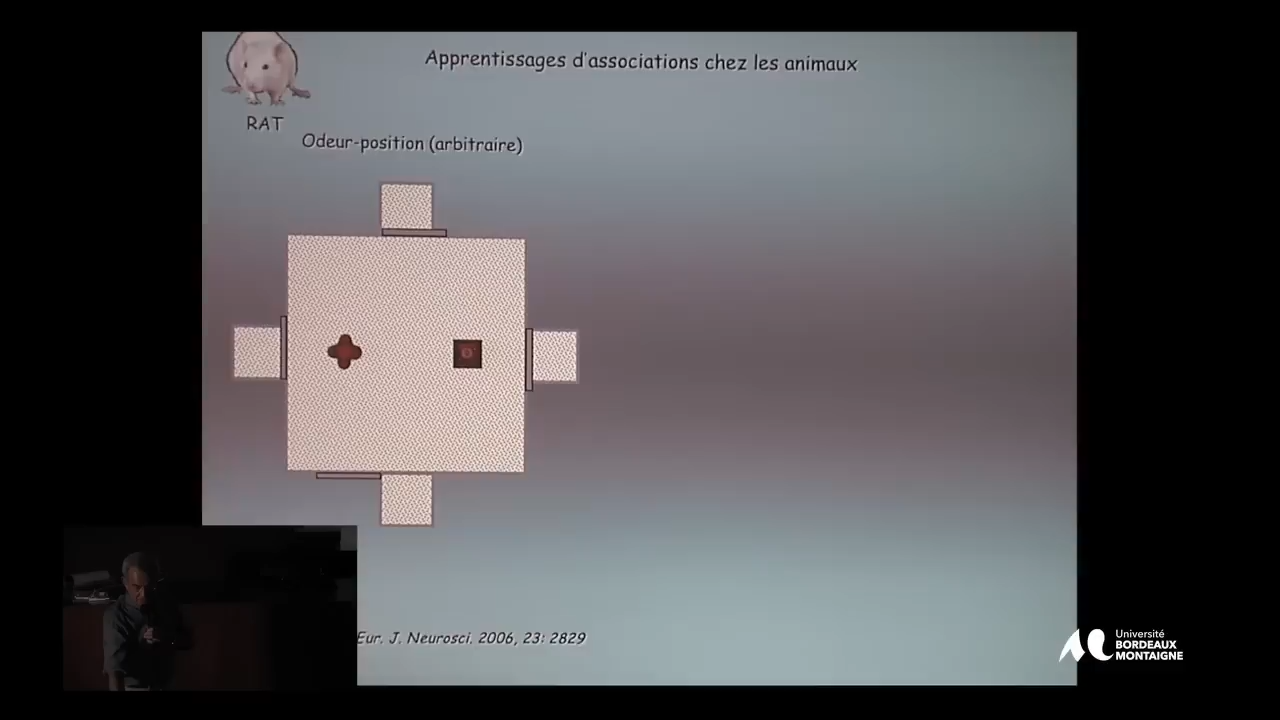 Apprentissages d'associations chez les animaux
RAT
Odeur-position (arbitraire)
Eur. J. Neurosci. 2006, 23: 2829
Université
BORDEAUX
MONTAIGNE